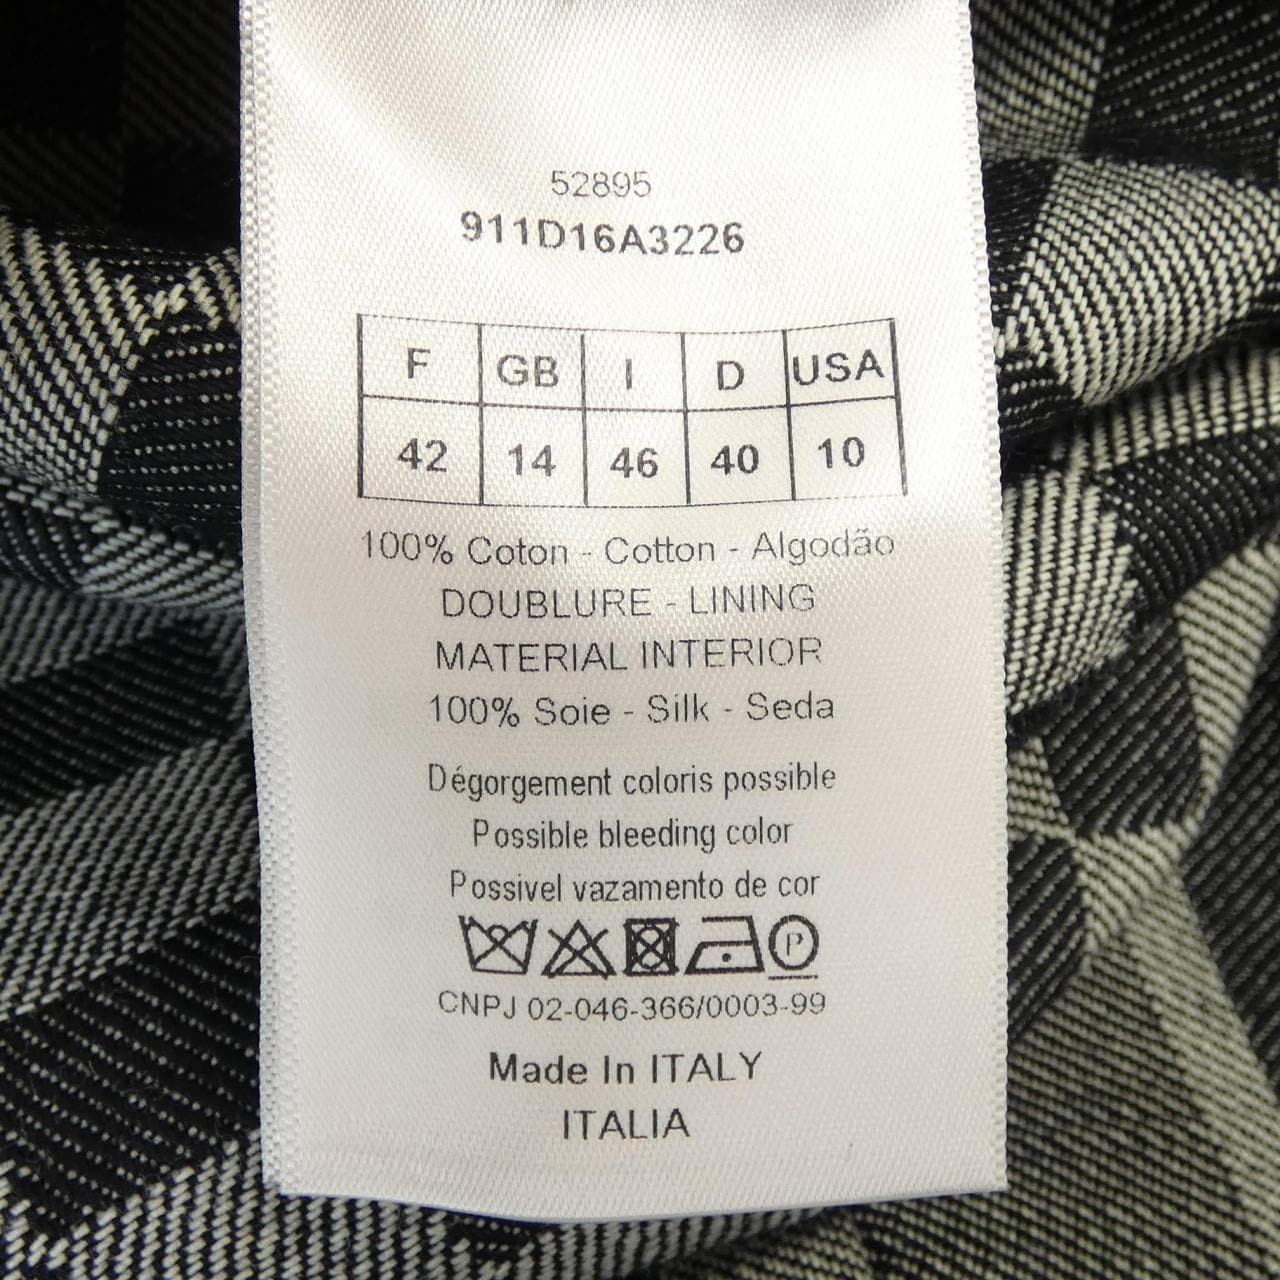 52895
911D16A3226
F GB I D USA
42 14 46 40 10
100% Coton - Cotton - Algodão
DOUBLURE - LINING
MATERIAL INTERIOR
100% Soie - Silk - Seda
Dégorgement coloris possible
Possible bleeding color
Possivel vazamento de cor
P
CNPJ 02-046-366/0003-99
Made In ITALY
ITALIA